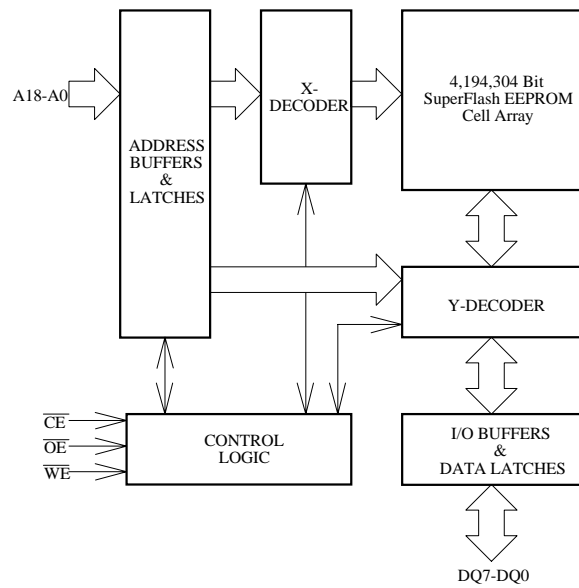 A18-A0
ADDRESS
BUFFERS
&
LATCHES
X-
DECODER
4,194,304 Bit
SuperFlash EEPROM
Cell Array
Y-DECODER
CE
OE
WE
CONTROL
LOGIC
I/O BUFFERS
&
DATA LATCHES
DQ7-DQ0